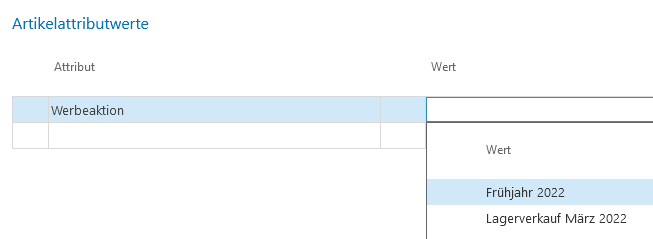 Artikelattributwerte
Attribut Wert
Werbeaktion
Wert
Frühjahr 2022
Lagerverkauf März 2022